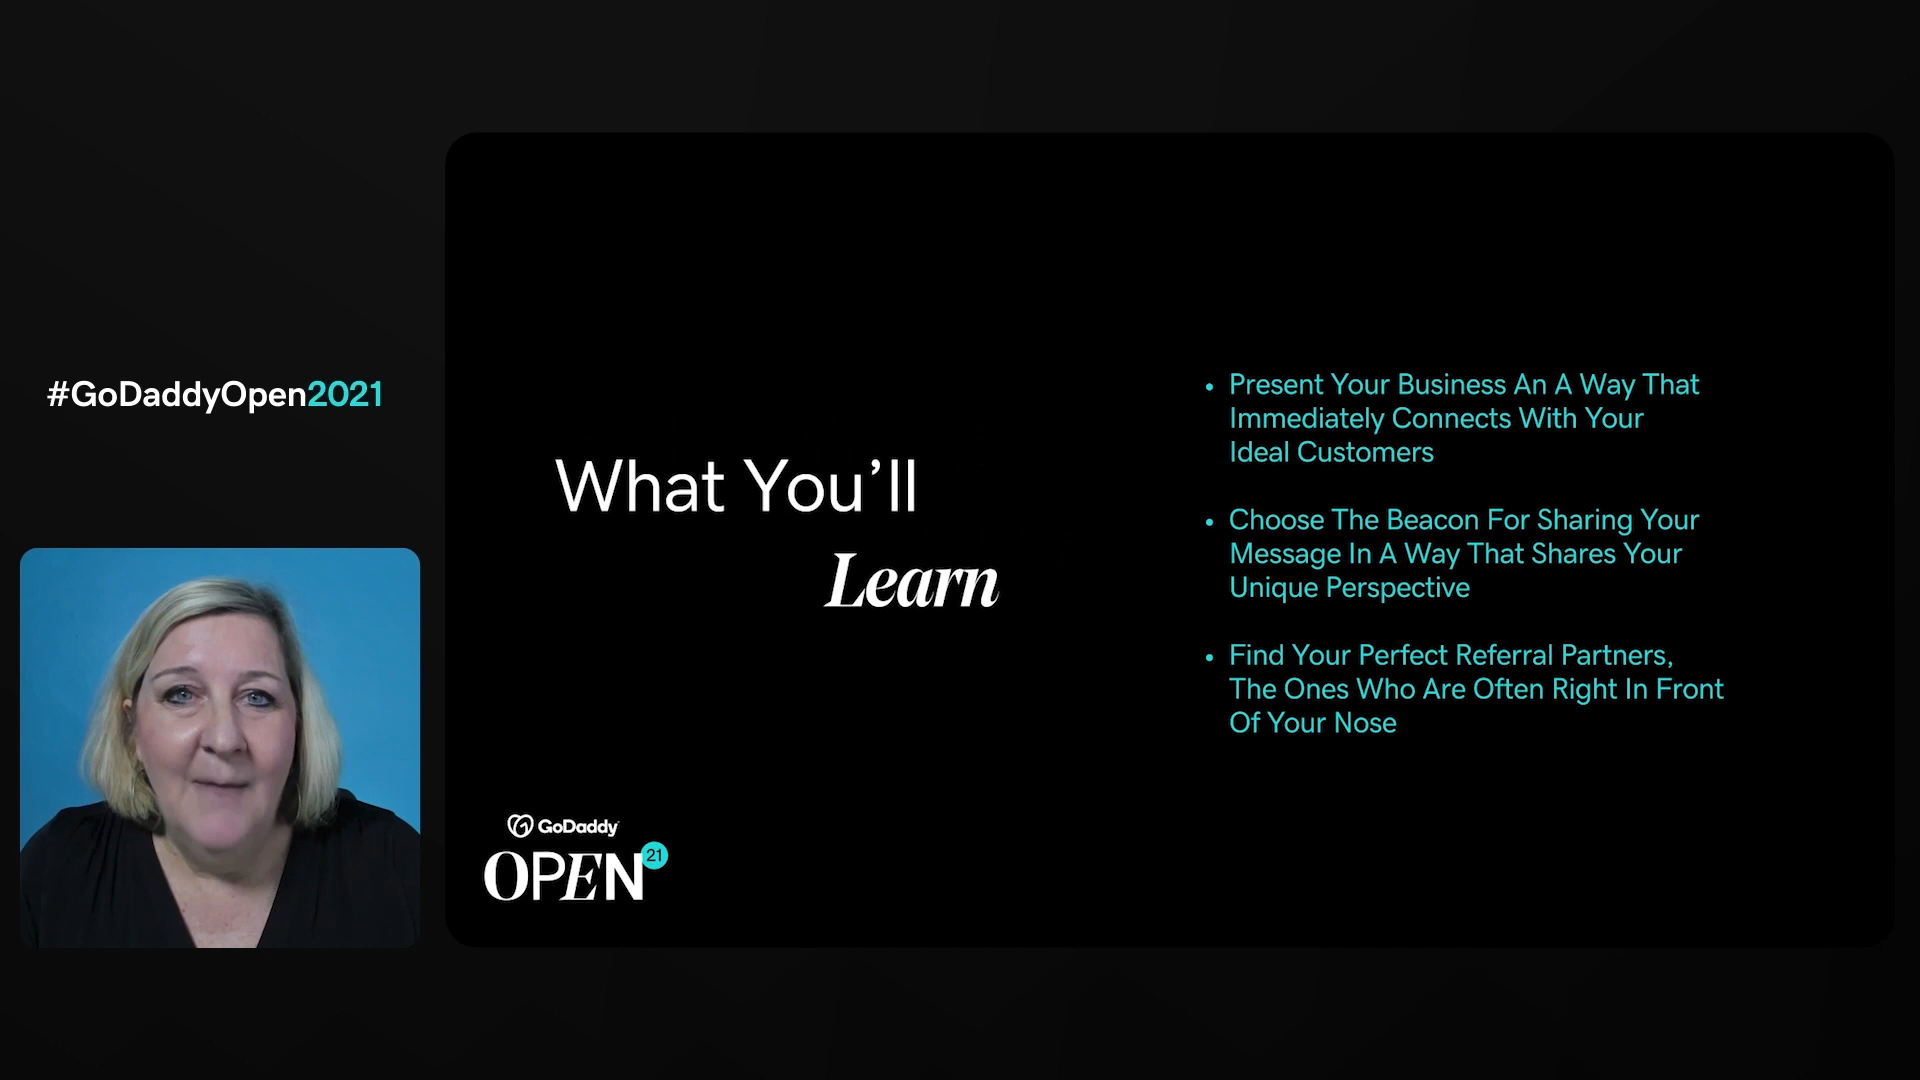 #GoDaddyOpen2021
What You’ll
Learn
• Present Your Business An A Way That
Immediately Connects With Your
Ideal Customers
• Choose The Beacon For Sharing Your
Message In A Way That Shares Your
Unique Perspective
• Find Your Perfect Referral Partners,
The Ones Who Are Often Right In Front
Of Your Nose
GoDaddy
OPEN 21